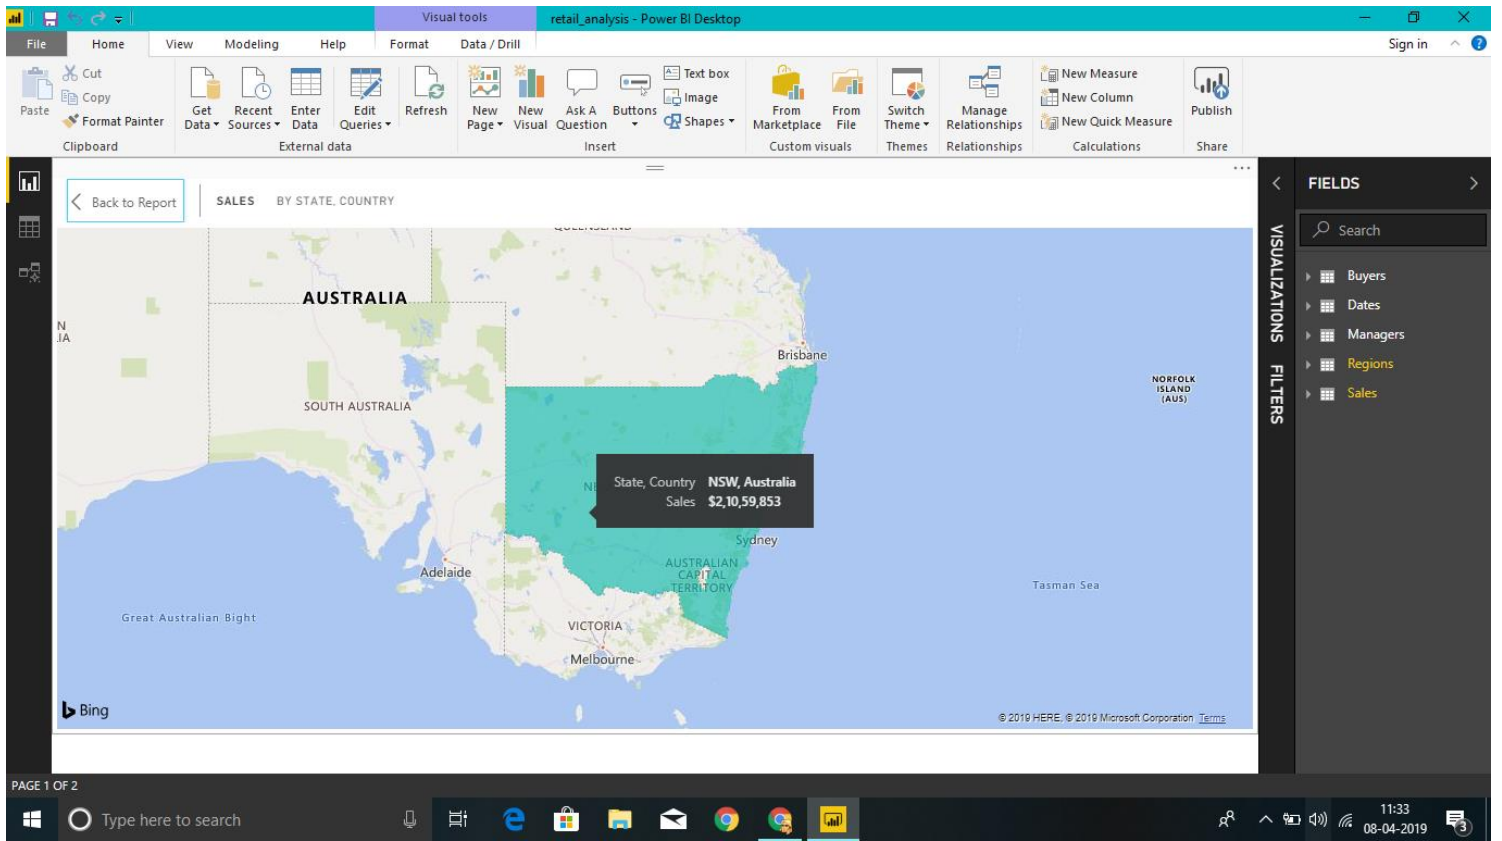 Visual tools
retail_analysis - Power BI Desktop
File Home View Modeling Help Format Data / Drill Sign in
Paste
Cut
Copy
Format Painter
Clipboard
Get Data
Recent Sources
Enter Data
Edit Queries
External data
Refresh
New Page
New Visual
Ask A Question
Buttons
Text box
Image
Shapes
Insert
From Marketplace
From File
Custom visuals
Switch Theme
Themes
Manage Relationships
Relationships
New Measure
New Column
New Quick Measure
Calculations
Publish
Share
Back to Report
SALES BY STATE, COUNTRY
AUSTRALIA
SOUTH AUSTRALIA
Brisbane
NORFOLK
ISLAND
(AUS)
State, Country NSW, Australia
Sales $2,10,59,853
Sydney
AUSTRALIAN
CAPITAL
TERRITORY
Adelaide
Tasman Sea
Great Australian Bight
VICTORIA
Melbourne
Bing
© 2019 HERE, © 2019 Microsoft Corporation Terms
VISUALIZATIONS
FILTERS
FIELDS
Search
Buyers
Dates
Managers
Regions
Sales
PAGE 1 OF 2
Type here to search
11:33
08-04-2019
3